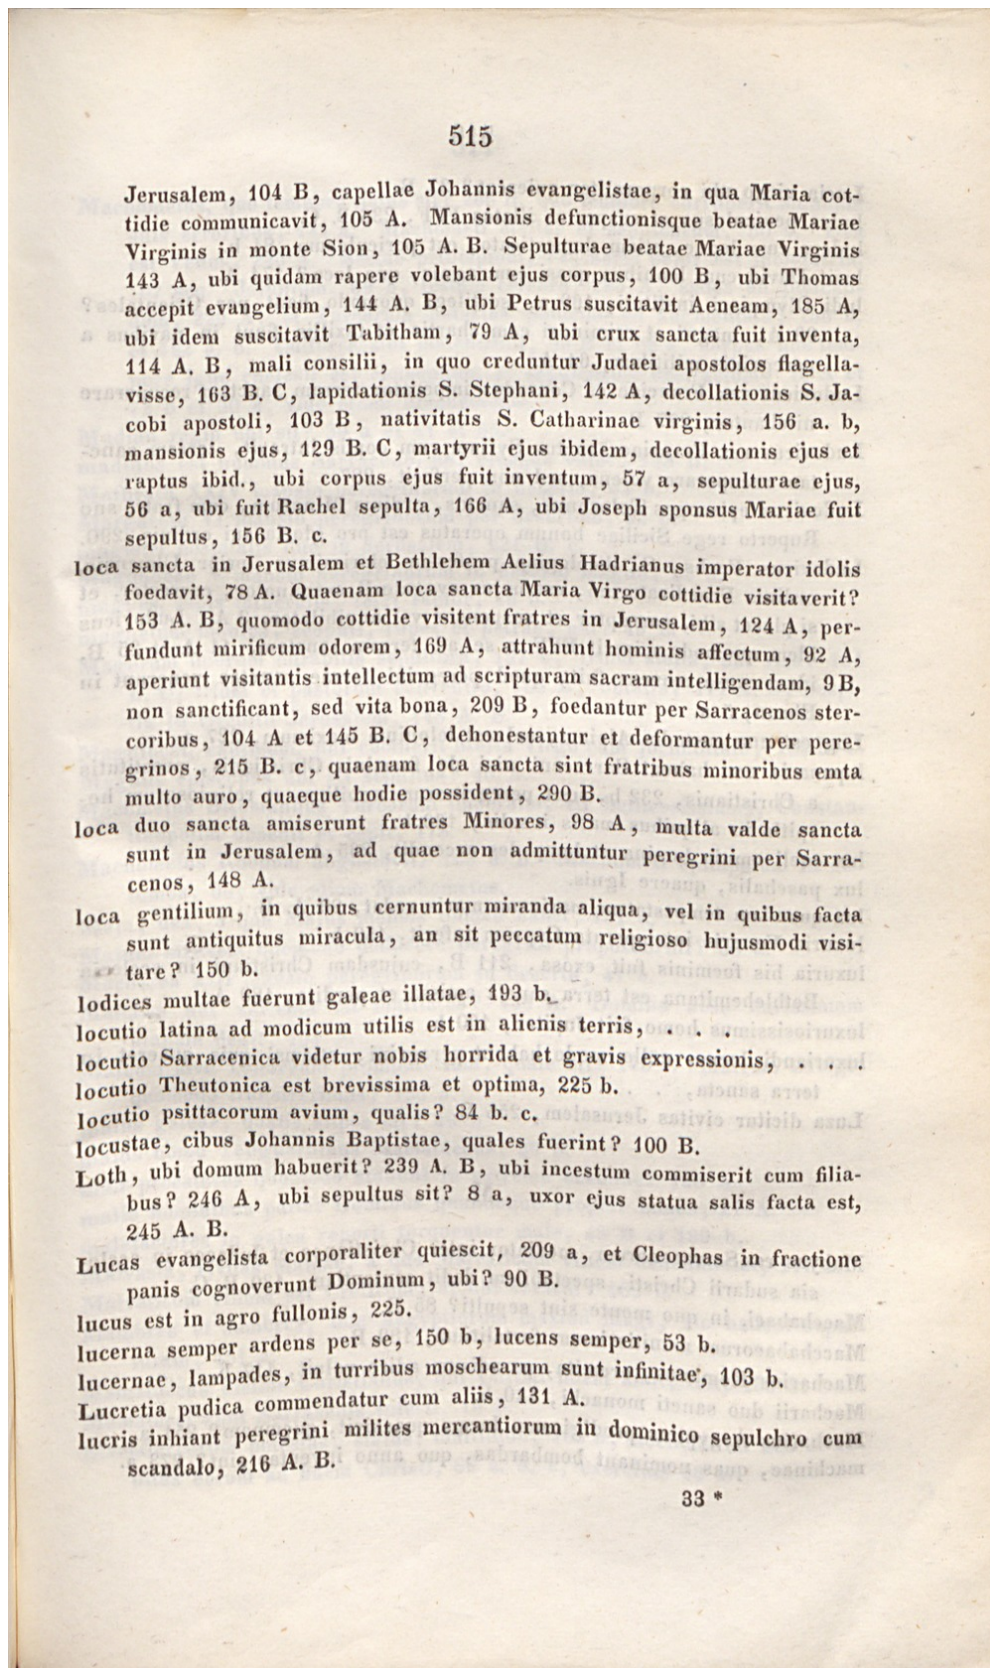 515
Jerusalem, 104 B, capellae Johannis evangelistae, in qua Maria cot-
tidie communicavit, 105 A. Mansionis defunctionisque beatae Mariae
Virginis in monte Sion, 105 A. B. Sepulturae beatae Mariae Virginis
143 A, ubi quidam rapere volebant ejus corpus, 100 B, ubi Thomas
accepit evangelium, 144 A. B, ubi Petrus suscitavit Aeneam, 185 A,
ubi idem suscitavit Tabitham, 79 A, ubi crux sancta fuit inventa,
114 A. B, mali consilii, in quo creduntur Judaei apostolos flagella-
visse, 163 B. C, lapidationis S. Stephani, 142 A, decollationis S. Ja-
cobi apostoli, 103 B, nativitatis S. Catharinae virginis, 156 a. b,
mansionis ejus, 129 B. C, martyrii ejus ibidem, decollationis ejus et
raptus ibid., ubi corpus ejus fuit inventum, 57 a, sepulturae ejus,
56 a, ubi fuit Rachel sepulta, 166 A, ubi Joseph sponsus Mariae fuit
sepultus, 156 B. c.
loca sancta in Jerusalem et Bethlehem Aelius Hadrianus imperator idolis
foedavit, 78 A. Quaenam loca sancta Maria Virgo cottidie visitaverit?
153 A. B, quomodo cottidie visitent fratres in Jerusalem, 124 A, per-
fundunt mirificum odorem, 169 A, attrahunt hominis affectum, 92 A,
aperiunt visitantis intellectum ad scripturam sacram intelligendam, 9 B,
non sanctificant, sed vita bona, 209 B, foedantur per Sarracenos ster-
coribus, 104 A et 145 B. C, dehonestantur et deformantur per pere-
grinos, 215 B. c, quaenam loca sancta sint fratribus minoribus emta
multo auro, quaeque hodie possident, 290 B.
loca duo sancta amiserunt fratres Minores, 98 A, multa valde sancta
sunt in Jerusalem, ad quae non admittuntur peregrini per Sarra-
cenos, 148 A.
loca gentilium, in quibus cernuntur miranda aliqua, vel in quibus facta
sunt antiquitus miracula, an sit peccatum religioso hujusmodi visi-
tare? 150 b.
lodices multae fuerunt galeae illatae, 193 b.
locutio latina ad modicum utilis est in alienis terris, . . .
locutio Sarracenica videtur nobis horrida et gravis expressionis, . . .
locutio Theutonica est brevissima et optima, 225 b.
locutio psittacorum avium, qualis? 84 b. c.
locustae, cibus Johannis Baptistae, quales fuerint? 100 B.
Loth, ubi domum habuerit? 239 A. B, ubi incestum commiserit cum filia-
bus? 246 A, ubi sepultus sit? 8 a, uxor ejus statua salis facta est,
245 A. B.
Lucas evangelista corporaliter quiescit, 209 a, et Cleophas in fractione
panis cognoverunt Dominum, ubi? 90 B.
lucus est in agro fullonis, 225.
lucerna semper ardens per se, 150 b, lucens semper, 53 b.
lucernae, lampades, in turribus moschearum sunt infinitae, 103 b.
Lucretia pudica commendatur cum aliis, 131 A.
lucris inhiant peregrini milites mercantiorum in dominico sepulchro cum
scandalo, 216 A. B.
33 *